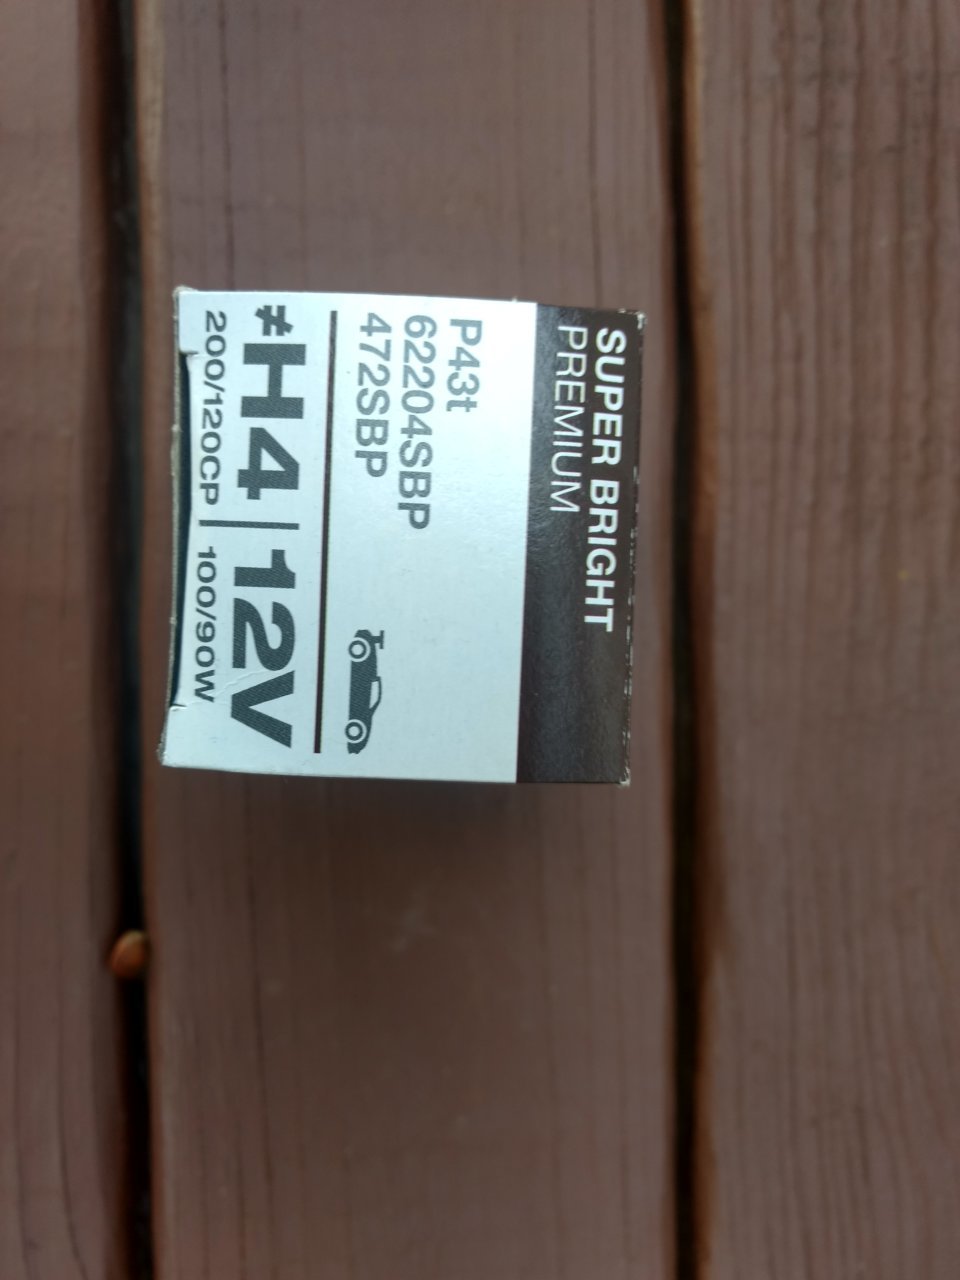 SUPER BRIGHT
PREMIUM
P43t
62204SBP
472SBP
≠H4|12V
200/120CP | 100/90W